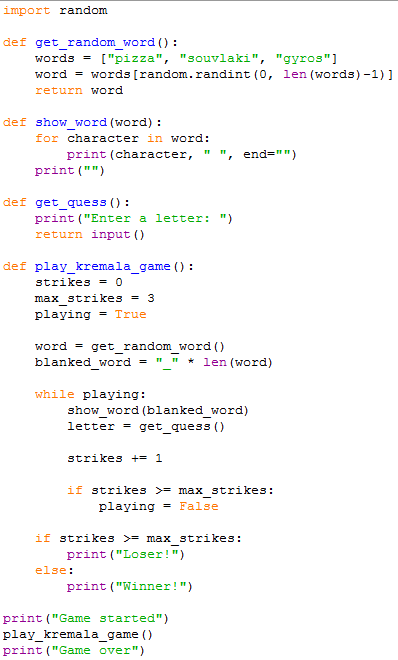 import random

def get_random_word():
    words = ["pizza", "souvlaki", "gyros"]
    word = words[random.randint(0, len(words)-1)]
    return word

def show_word(word):
    for character in word:
        print(character, " ", end="")
    print("")

def get_quess():
    print("Enter a letter: ")
    return input()

def play_kremala_game():
    strikes = 0
    max_strikes = 3
    playing = True

    word = get_random_word()
    blanked_word = "_" * len(word)

    while playing:
        show_word(blanked_word)
        letter = get_quess()

        strikes += 1

        if strikes >= max_strikes:
            playing = False

    if strikes >= max_strikes:
        print("Loser!")
    else:
        print("Winner!")

print("Game started")
play_kremala_game()
print("Game over")